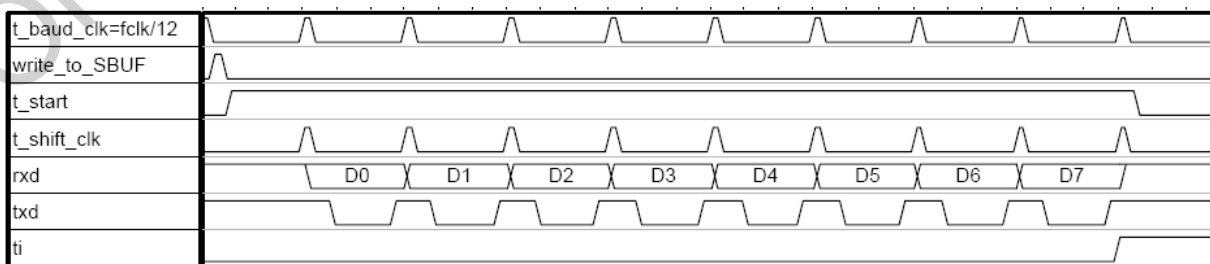 t_baud_clk=fclk/12
write_to_SBUF
t_start
t_shift_clk
rxd D0 D1 D2 D3 D4 D5 D6 D7
txd
ti